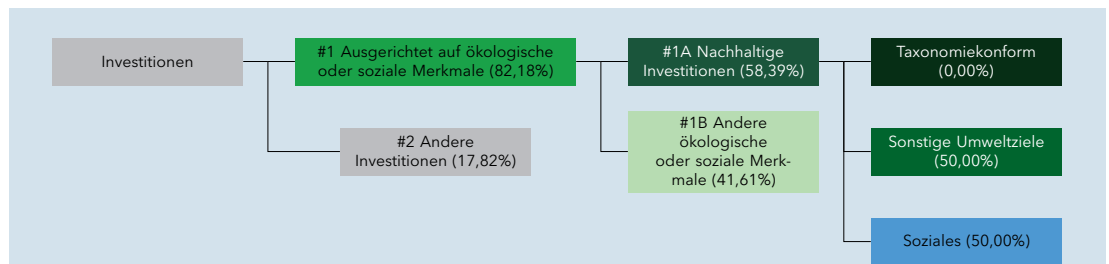 Investitionen
#1 Ausgerichtet auf ökologische
oder soziale Merkmale (82,18%)
#2 Andere
Investitionen (17,82%)
#1A Nachhaltige
Investitionen (58,39%)
#1B Andere
ökologische
oder soziale Merk-
male (41,61%)
Taxonomiekonform
(0,00%)
Sonstige Umweltziele
(50,00%)
Soziales (50,00%)